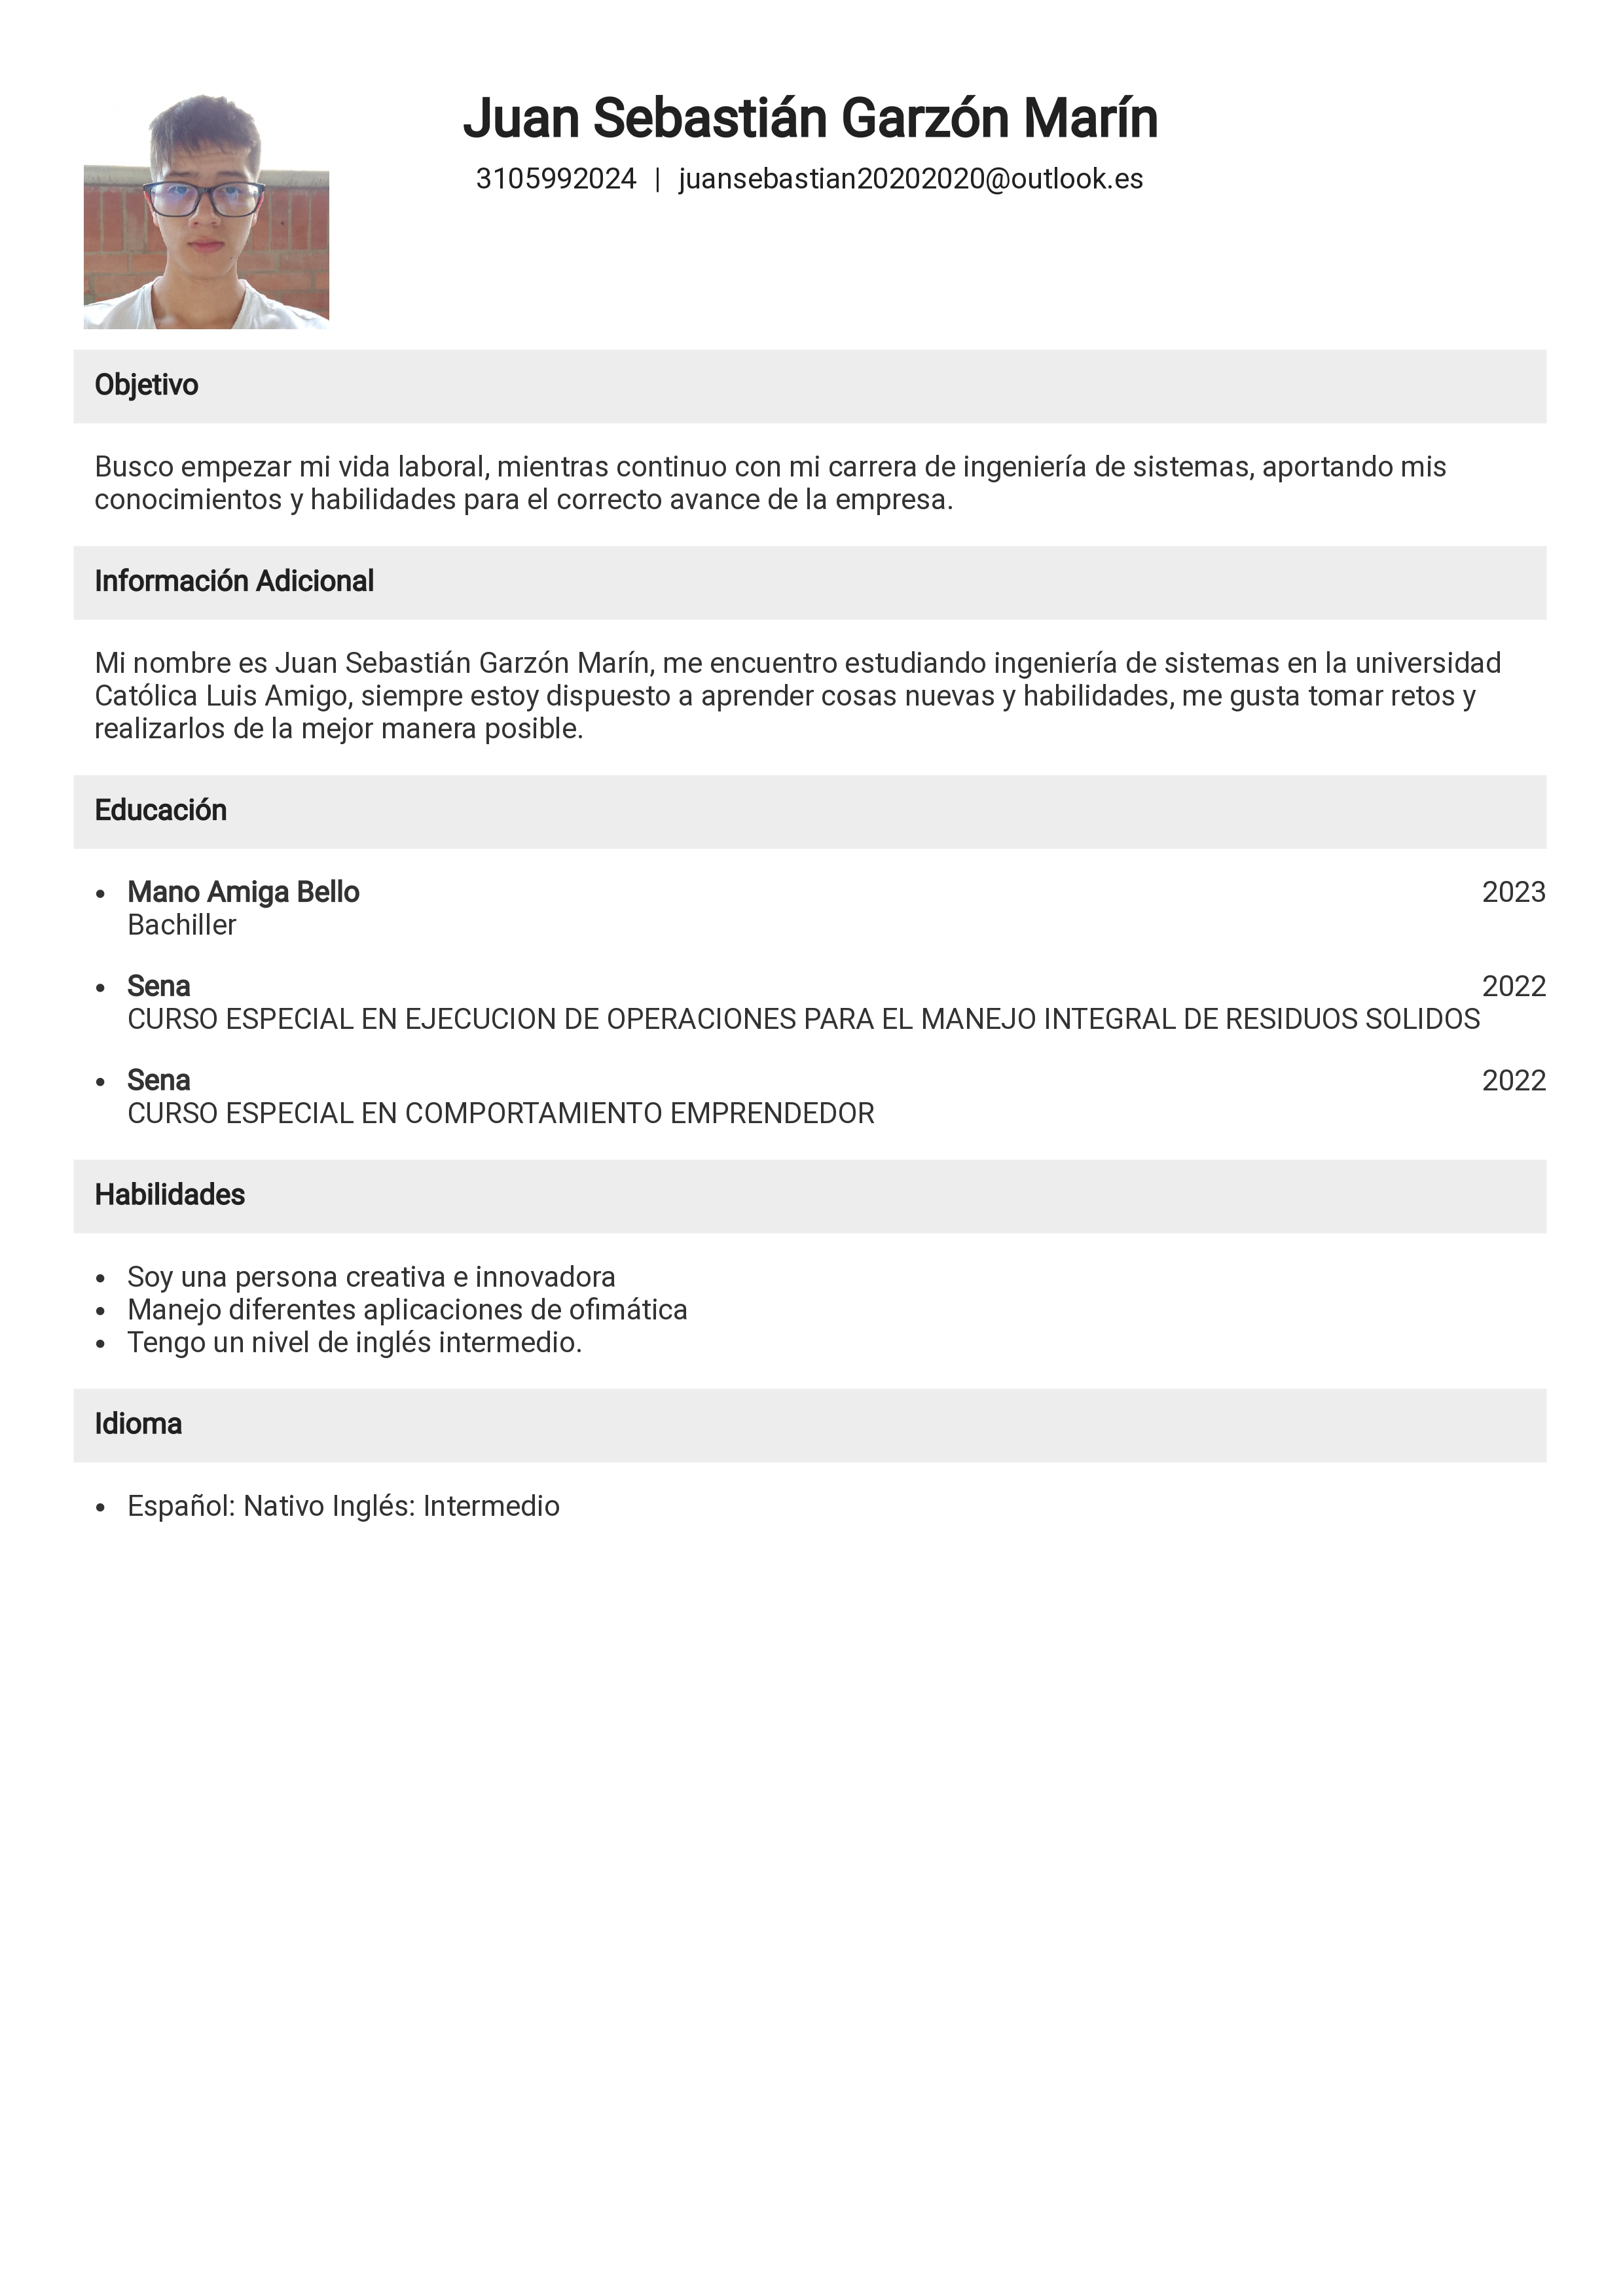 Juan Sebastián Garzón Marín
3105992024 | juansebastian20202020@outlook.es
Objetivo
Busco empezar mi vida laboral, mientras continuo con mi carrera de ingeniería de sistemas, aportando mis
conocimientos y habilidades para el correcto avance de la empresa.
Información Adicional
Mi nombre es Juan Sebastián Garzón Marín, me encuentro estudiando ingeniería de sistemas en la universidad
Católica Luis Amigo, siempre estoy dispuesto a aprender cosas nuevas y habilidades, me gusta tomar retos y
realizarlos de la mejor manera posible.
Educación
• Mano Amiga Bello 2023
Bachiller
• Sena 2022
CURSO ESPECIAL EN EJECUCION DE OPERACIONES PARA EL MANEJO INTEGRAL DE RESIDUOS SOLIDOS
• Sena 2022
CURSO ESPECIAL EN COMPORTAMIENTO EMPRENDEDOR
Habilidades
• Soy una persona creativa e innovadora
• Manejo diferentes aplicaciones de ofimática
• Tengo un nivel de inglés intermedio.
Idioma
• Español: Nativo Inglés: Intermedio